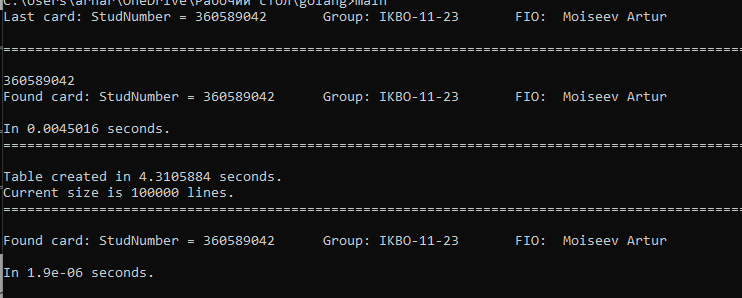 C:\Users\arhar\OneDrive\Рабочий стол\golang>main
Last card: StudNumber = 360589042 Group: IKBO-11-23 FIO: Moiseev Artur
=============================================================================================
360589042
Found card: StudNumber = 360589042 Group: IKBO-11-23 FIO: Moiseev Artur
In 0.0045016 seconds.
=============================================================================================
Table created in 4.3105884 seconds.
Current size is 100000 lines.
=============================================================================================
Found card: StudNumber = 360589042 Group: IKBO-11-23 FIO: Moiseev Artur
In 1.9e-06 seconds.